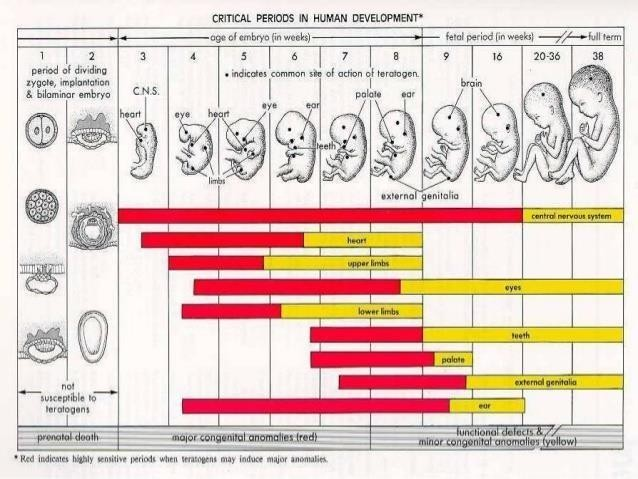 CRITICAL PERIODS IN HUMAN DEVELOPMENT*
age of embryo (in weeks)
fetal period (in weeks)
full term
1 2 3 4 5 6 7 8 9 16 20-36 38
period of dividing
zygote, implantation
& bilaminar embryo
• indicates common site of action of teratogen.
C.N.S.
heart
eye
heart
limbs
eye
ear
teeth
palate
ear
brain
external genitalia
central nervous system
heart
upper limbs
eyes
lower limbs
teeth
palate
external genitalia
ear
not
susceptible to
teratogens
prenatal death
major congenital anomalies (red)
functional defects &
minor congenital anomalies (yellow)
* Red indicates highly sensitive periods when teratogens may induce major anomalies.